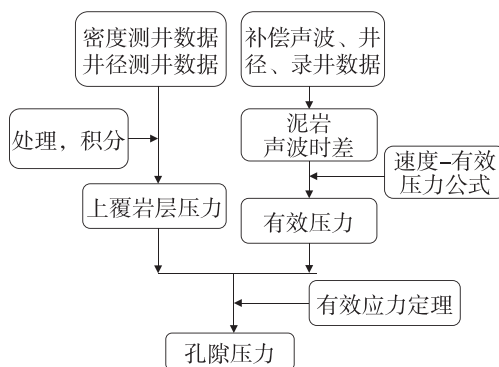 密度测井数据
井径测井数据
补偿声波、井
径、录井数据
处理，积分
泥岩
声波时差
速度-有效
压力公式
上覆岩层压力
有效压力
有效应力定理
孔隙压力